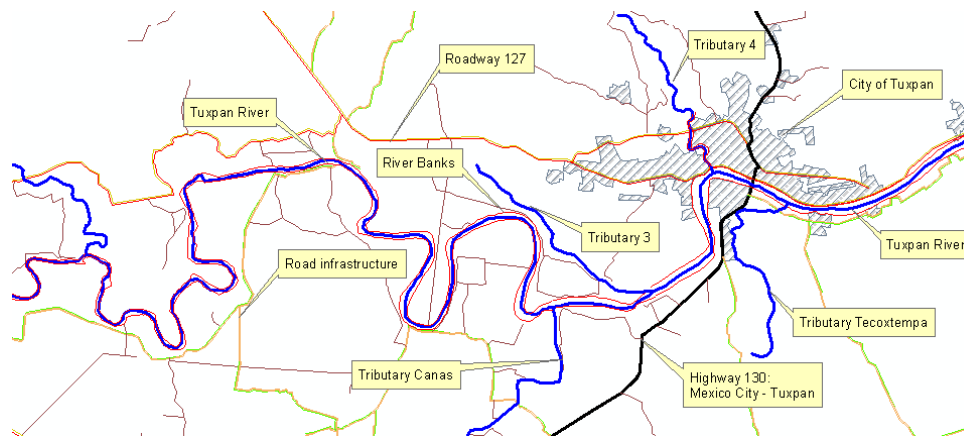 Tributary 4
Roadway 127
City of Tuxpan
Tuxpan River
River Banks
Tributary 3
Tuxpan River
Road infrastructure
Tributary Tecoxtempa
Tributary Canas
Highway 130:
Mexico City - Tuxpan